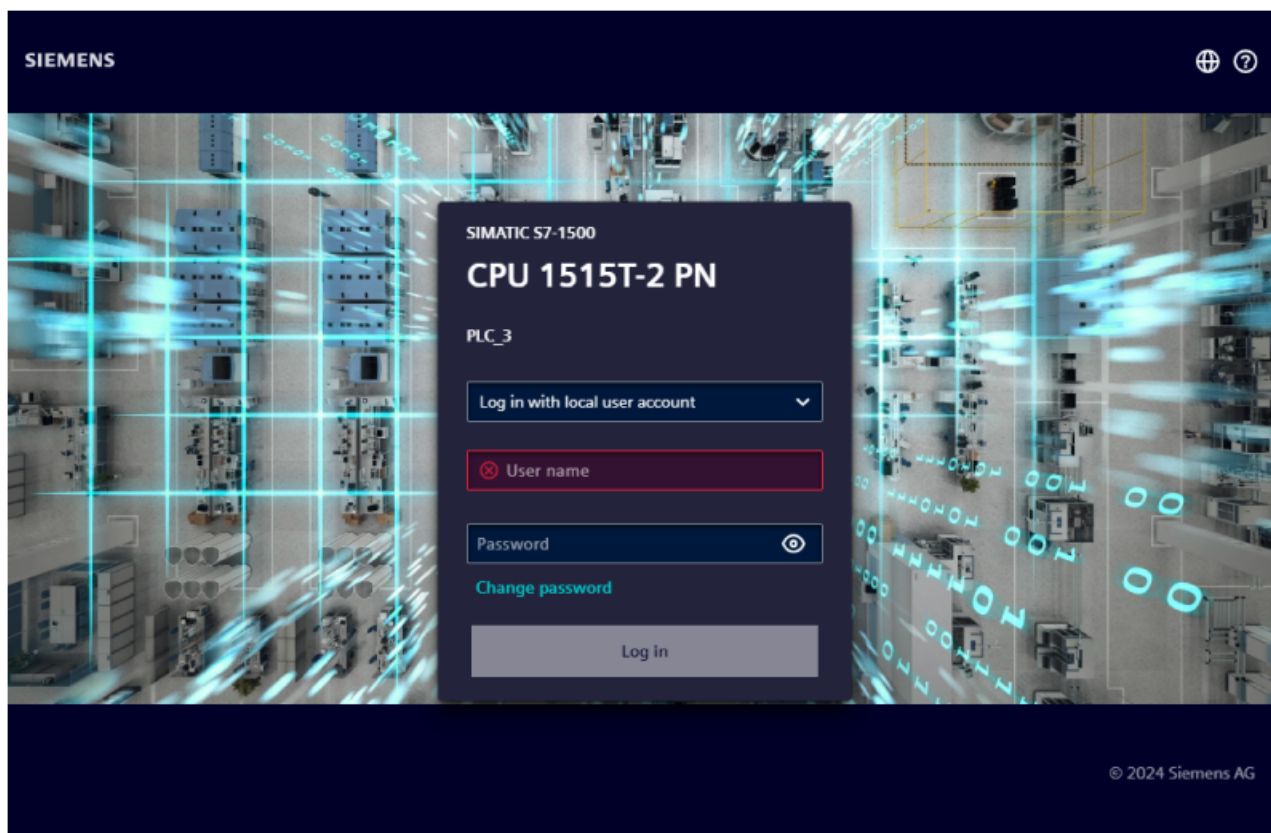 SIEMENS
SIMATIC S7-1500
CPU 1515T-2 PN
PLC_3
Log in with local user account
User name
Password
Change password
Log in
© 2024 Siemens AG